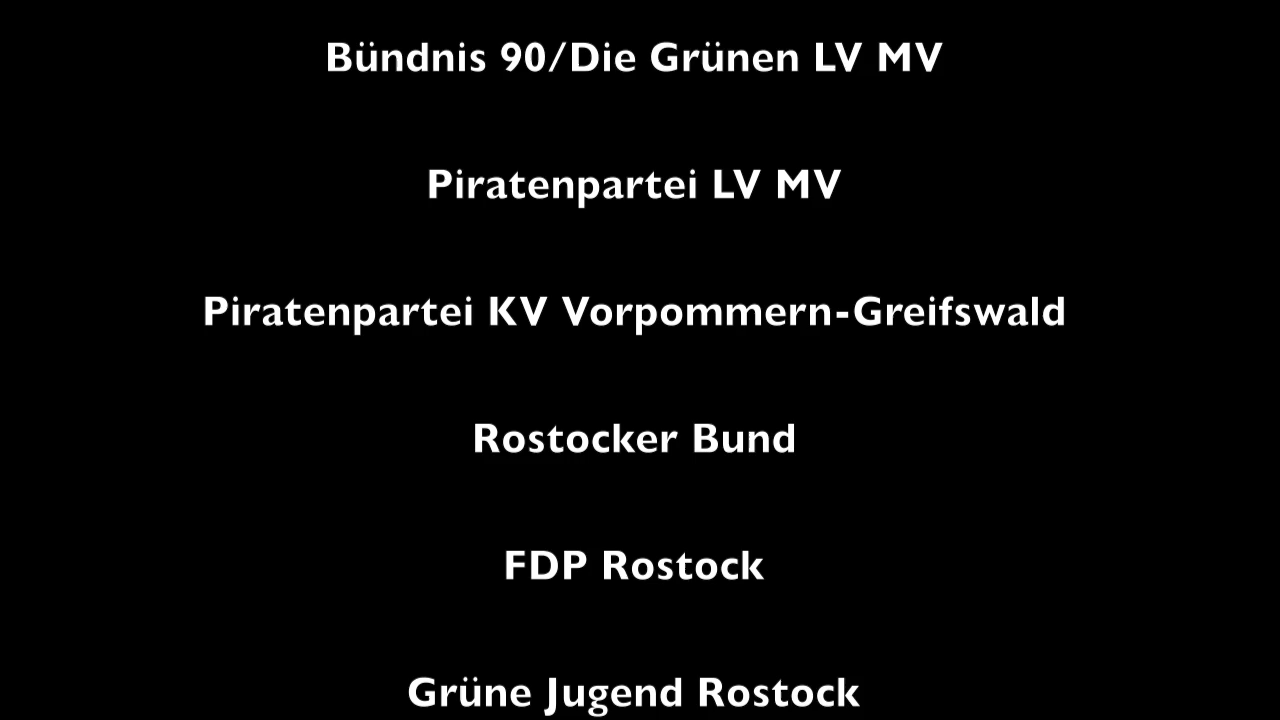 Bündnis 90/Die Grünen LV MV
Piratenpartei LV MV
Piratenpartei KV Vorpommern-Greifswald
Rostocker Bund
FDP Rostock
Grüne Jugend Rostock